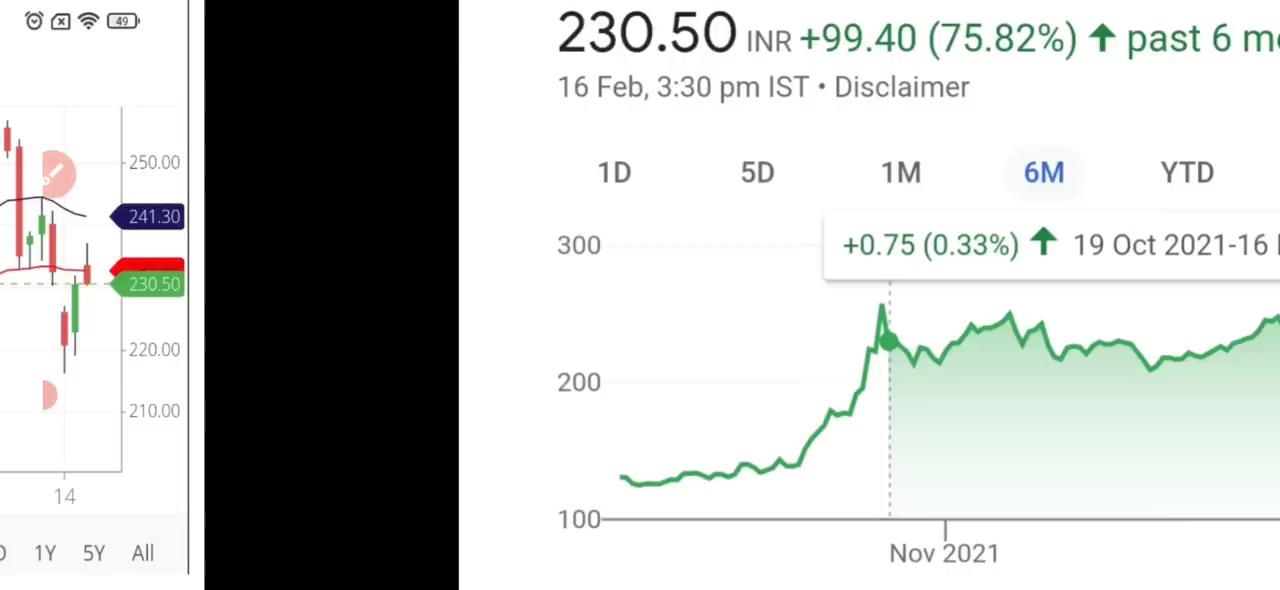 49
250.00
241.30
230.50
220.00
210.00
14
1Y 5Y All
230.50 INR +99.40 (75.82%) ↑ past 6 mo
16 Feb, 3:30 pm IST • Disclaimer
1D 5D 1M 6M YTD
+0.75 (0.33%) ↑ 19 Oct 2021-16
300
200
100
Nov 2021